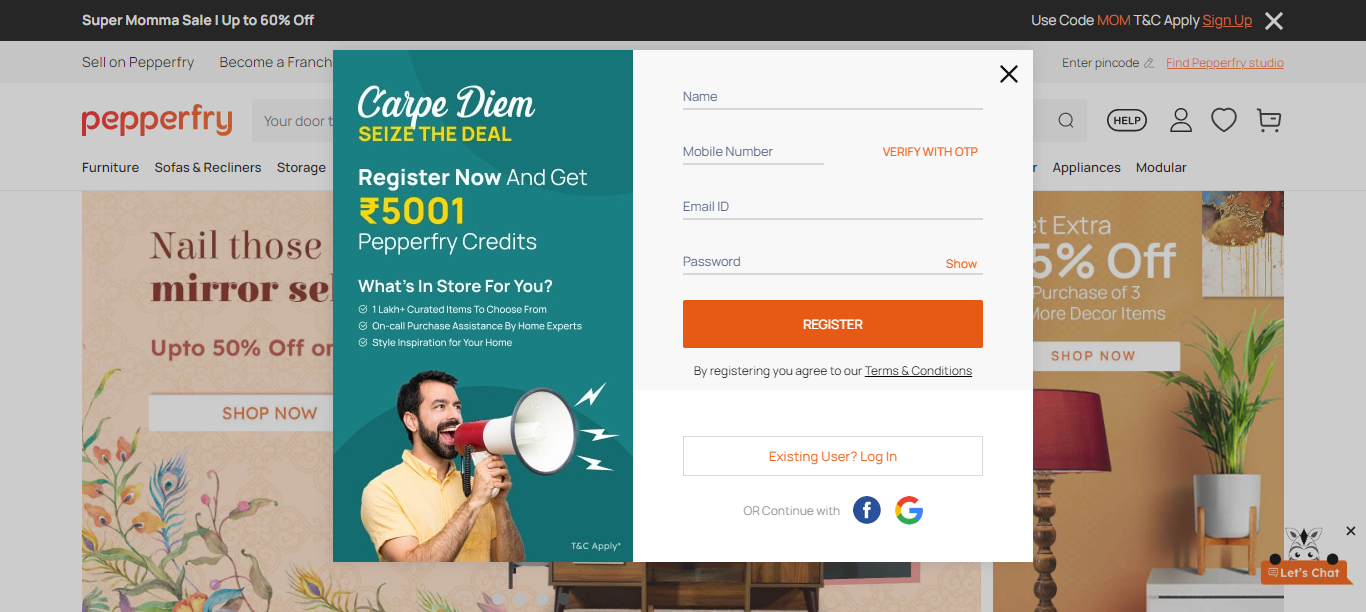 Super Momma Sale | Up to 60% Off
Use Code MOM T&C Apply Sign Up
Sell on Pepperfry
Become a Franch
Enter pincode
Find Pepperfry studio
pepperfry
Your door t
HELP
Furniture
Sofas & Recliners
Storage
Appliances
Modular
Carpe Diem
SEIZE THE DEAL
Register Now And Get
₹5001
Pepperfry Credits
What's In Store For You?
1 Lakh+ Curated Items To Choose From
On-call Purchase Assistance By Home Experts
Style Inspiration for Your Home
T&C Apply*
Name
Mobile Number
VERIFY WITH OTP
Email ID
Password
Show
REGISTER
By registering you agree to our Terms & Conditions
Existing User? Log In
OR Continue with
Nail those
mirror sel
Upto 50% Off on
SHOP NOW
et Extra
5% Off
Purchase of 3
More Decor Items
SHOP NOW
Let's Chat